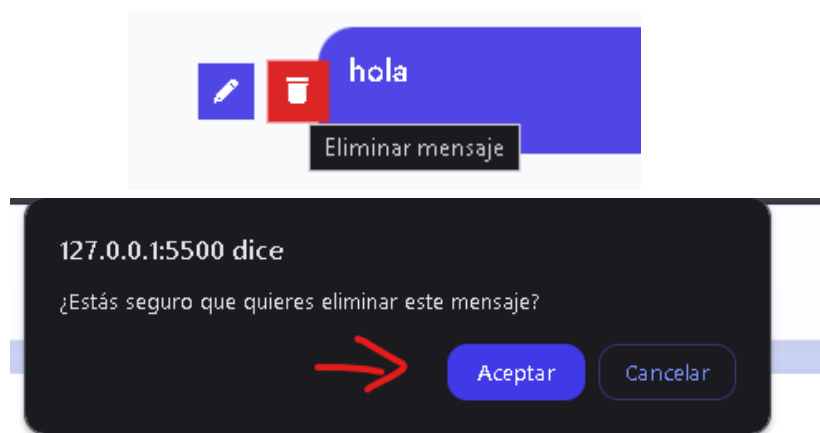 hola
Eliminar mensaje
127.0.0.1:5500 dice
¿Estás seguro que quieres eliminar este mensaje?
Aceptar Cancelar